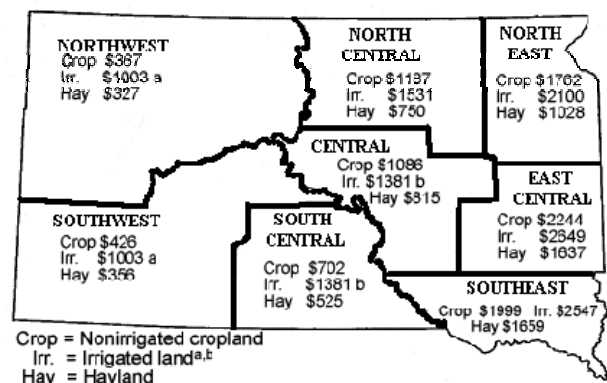 NORTHWEST
Crop $367
Irr. $1003 a
Hay $327
NORTH
CENTRAL
Crop $1187
Irr. $1531
Hay $750
NORTH
EAST
Crop $1762
Irr. $2100
Hay $1028
CENTRAL
Crop $1086
Irr. $1381 b
Hay $815
EAST
CENTRAL
Crop $2244
Irr. $2649
Hay $1637
SOUTHWEST
Crop $426
Irr. $1003 a
Hay $356
SOUTH
CENTRAL
Crop $702
Irr. $1381 b
Hay $525
SOUTHEAST
Crop $1999 Irr. $2547
Hay $1659
Crop = Nonirrigated cropland
Irr. = Irrigated landa,b
Hay = Hayland